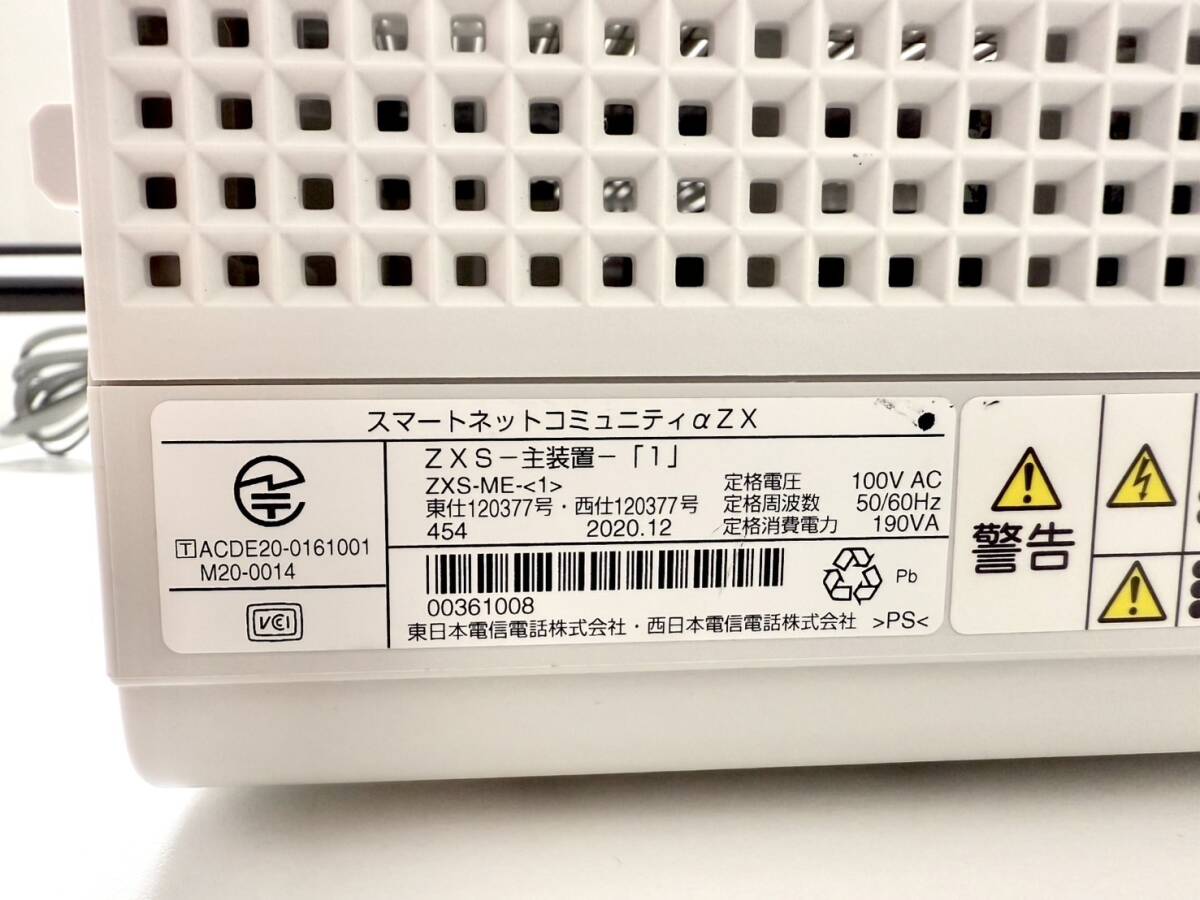 スマートネットコミュニティαZX
ZXS－主装置－「1」
ZXS-ME-<1>
東仕120377号・西仕120377号
454 2020.12
定格電圧 100V AC
定格周波数 50/60Hz
定格消費電力 190VA
T ACDE20-0161001
M20-0014
VCI
00361008
Pb
東日本電信電話株式会社・西日本電信電話株式会社 >PS<
警告